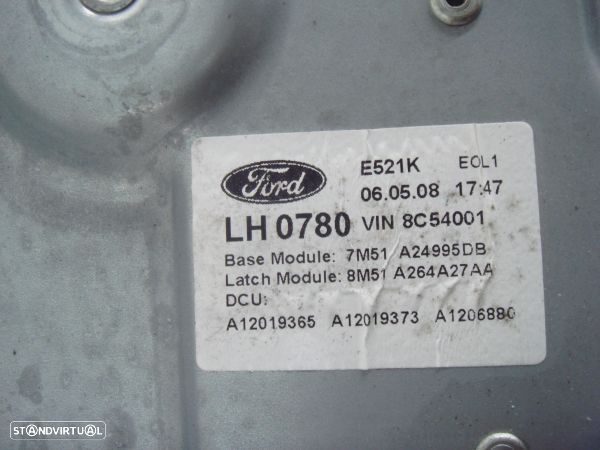 Ford
E521K EOL1
06.05.08 17:47
LH 0780 VIN 8C54001
Base Module: 7M51 A24995DB
Latch Module: 8M51 A264A27AA
DCU:
A12019365 A12019373 A1206880
STANDVIRTUAL